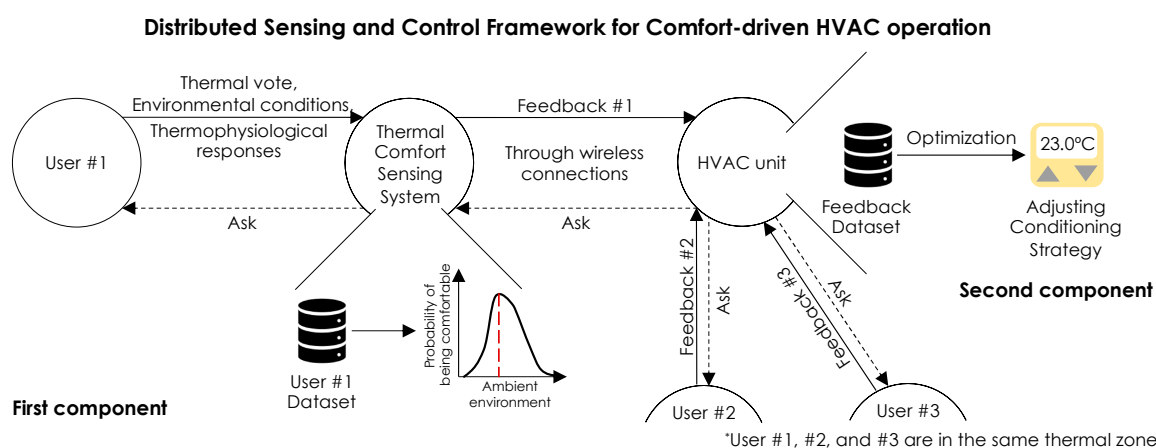 Distributed Sensing and Control Framework for Comfort-driven HVAC operation
User #1
Thermal vote,
Environmental conditions,
Thermophysiological
responses
Ask
Thermal
Comfort
Sensing
System
Feedback #1
Through wireless
connections
Ask
HVAC unit
Feedback
Dataset
Optimization
23.0ºC
Adjusting
Conditioning
Strategy
Second component
User #1
Dataset
Probability of
being comfortable
Ambient
environment
First component
Feedback #2
Ask
User #2
Feedback #3
Ask
User #3
*User #1, #2, and #3 are in the same thermal zone